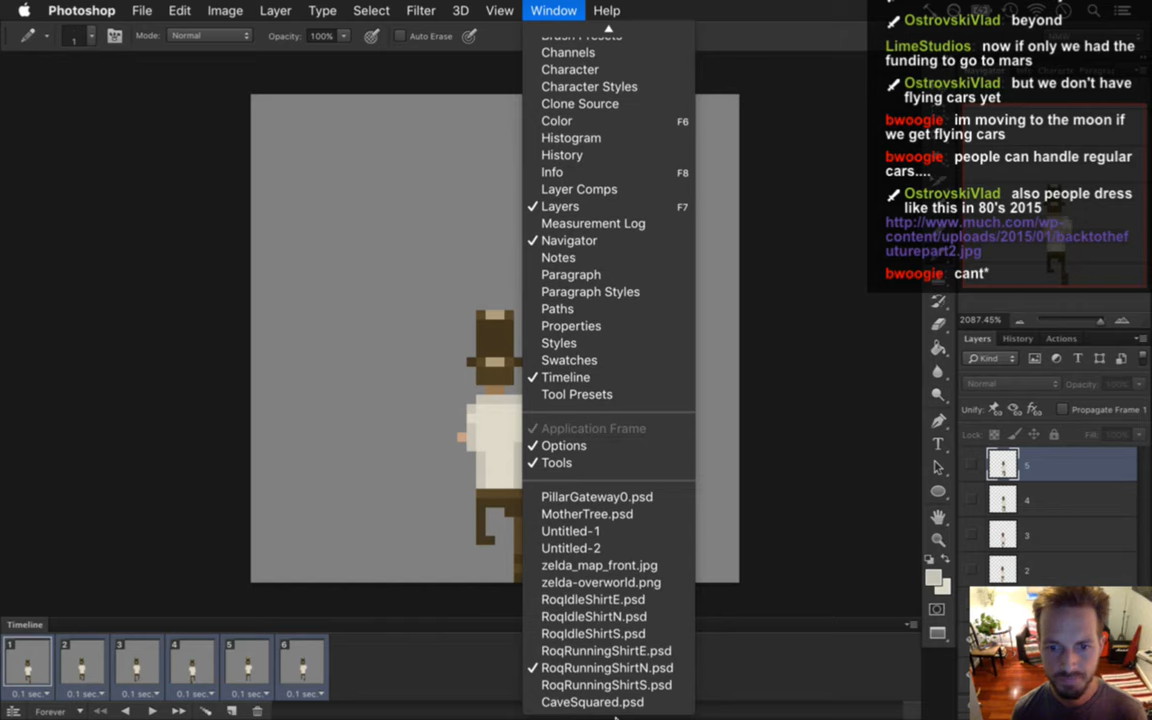 Photoshop File Edit Image Layer Type Select Filter 3D View Window Help
1 Mode: Normal Opacity: 100% Auto Erase
Channels
Character
Character Styles
Clone Source
Color F6
Histogram
History
Info F8
Layer Comps
Layers F7
Measurement Log
Navigator
Notes
Paragraph
Paragraph Styles
Paths
Properties
Styles
Swatches
Timeline
Tool Presets
Application Frame
Options
Tools
PillarGateway0.psd
MotherTree.psd
Untitled-1
Untitled-2
zelda_map_front.jpg
zelda-overworld.png
RoqIdleShirtE.psd
RoqIdleShirtN.psd
RoqIdleShirtS.psd
RoqRunningShirtE.psd
RoqRunningShirtN.psd
RoqRunningShirtS.psd
CaveSquared.psd
OstrovskiVlad beyond
LimeStudios now if only we had the
funding to go to mars
OstrovskiVlad but we don't have
flying cars yet
bwoogie im moving to the moon if
we get flying cars
bwoogie people can handle regular
cars....
OstrovskiVlad also people dress
like this in 80's 2015
http://www.much.com/wp-
content/uploads/2015/01/backtothef
uturepart2.jpg
bwoogie cant*
2087.45%
Layers History Actions
Kind
Normal Opacity:
Unify: Propagate Frame 1
Lock: Fill:
5
4
3
2
Timeline
1 2 3 4 5 6
0.1 sec. 0.1 sec. 0.1 sec. 0.1 sec. 0.1 sec. 0.1 sec.
Forever